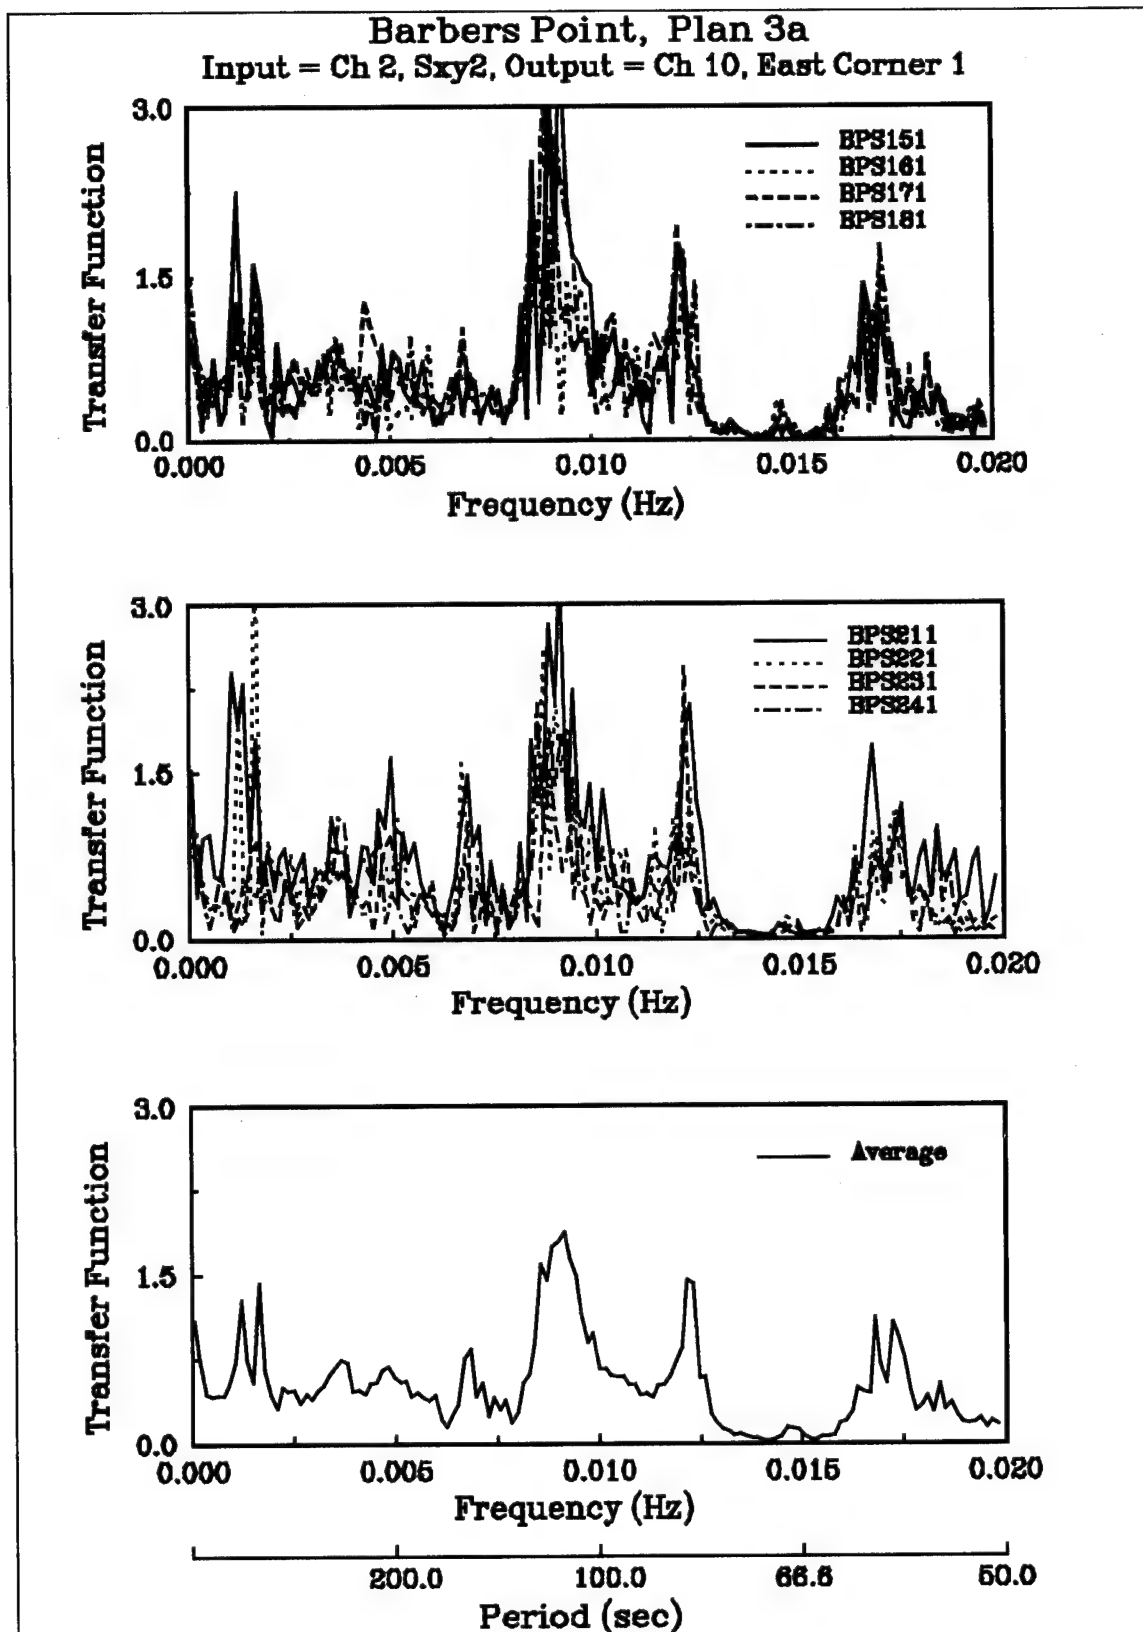 Barbers Point, Plan 3a
Input = Ch 2, Sxy2, Output = Ch 10, East Corner 1
3.0
1.5
0.0
Transfer Function
BPS151
BPS161
BPS171
BPS181
0.000 0.005 0.010 0.015 0.020
Frequency (Hz)
3.0
1.5
0.0
Transfer Function
BPS211
BPS221
BPS231
BPS241
0.000 0.005 0.010 0.015 0.020
Frequency (Hz)
3.0
1.5
0.0
Transfer Function
Average
0.000 0.005 0.010 0.015 0.020
Frequency (Hz)
200.0 100.0 66.6 50.0
Period (sec)